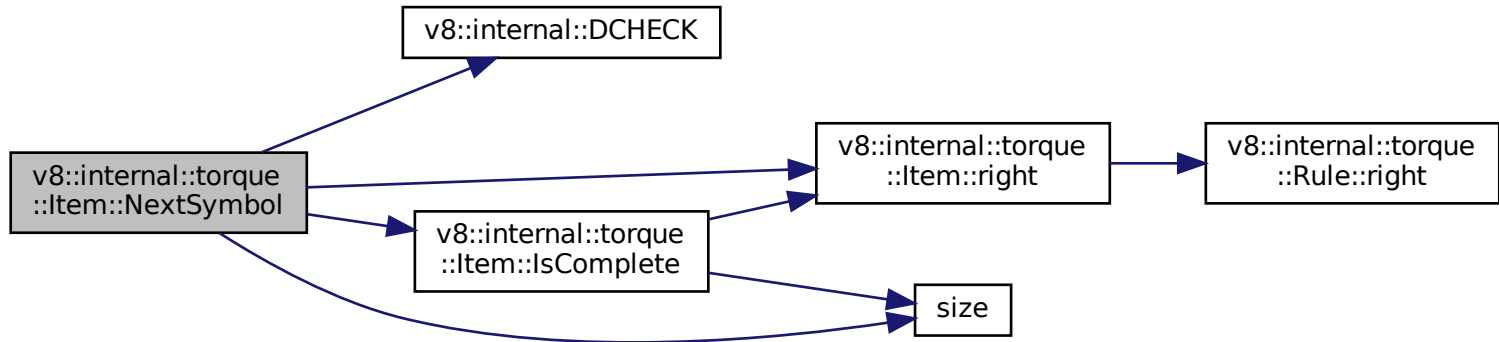 v8::internal::DCHECK
v8::internal::torque
::Item::NextSymbol
v8::internal::torque
::Item::IsComplete
v8::internal::torque
::Item::right
v8::internal::torque
::Rule::right
size